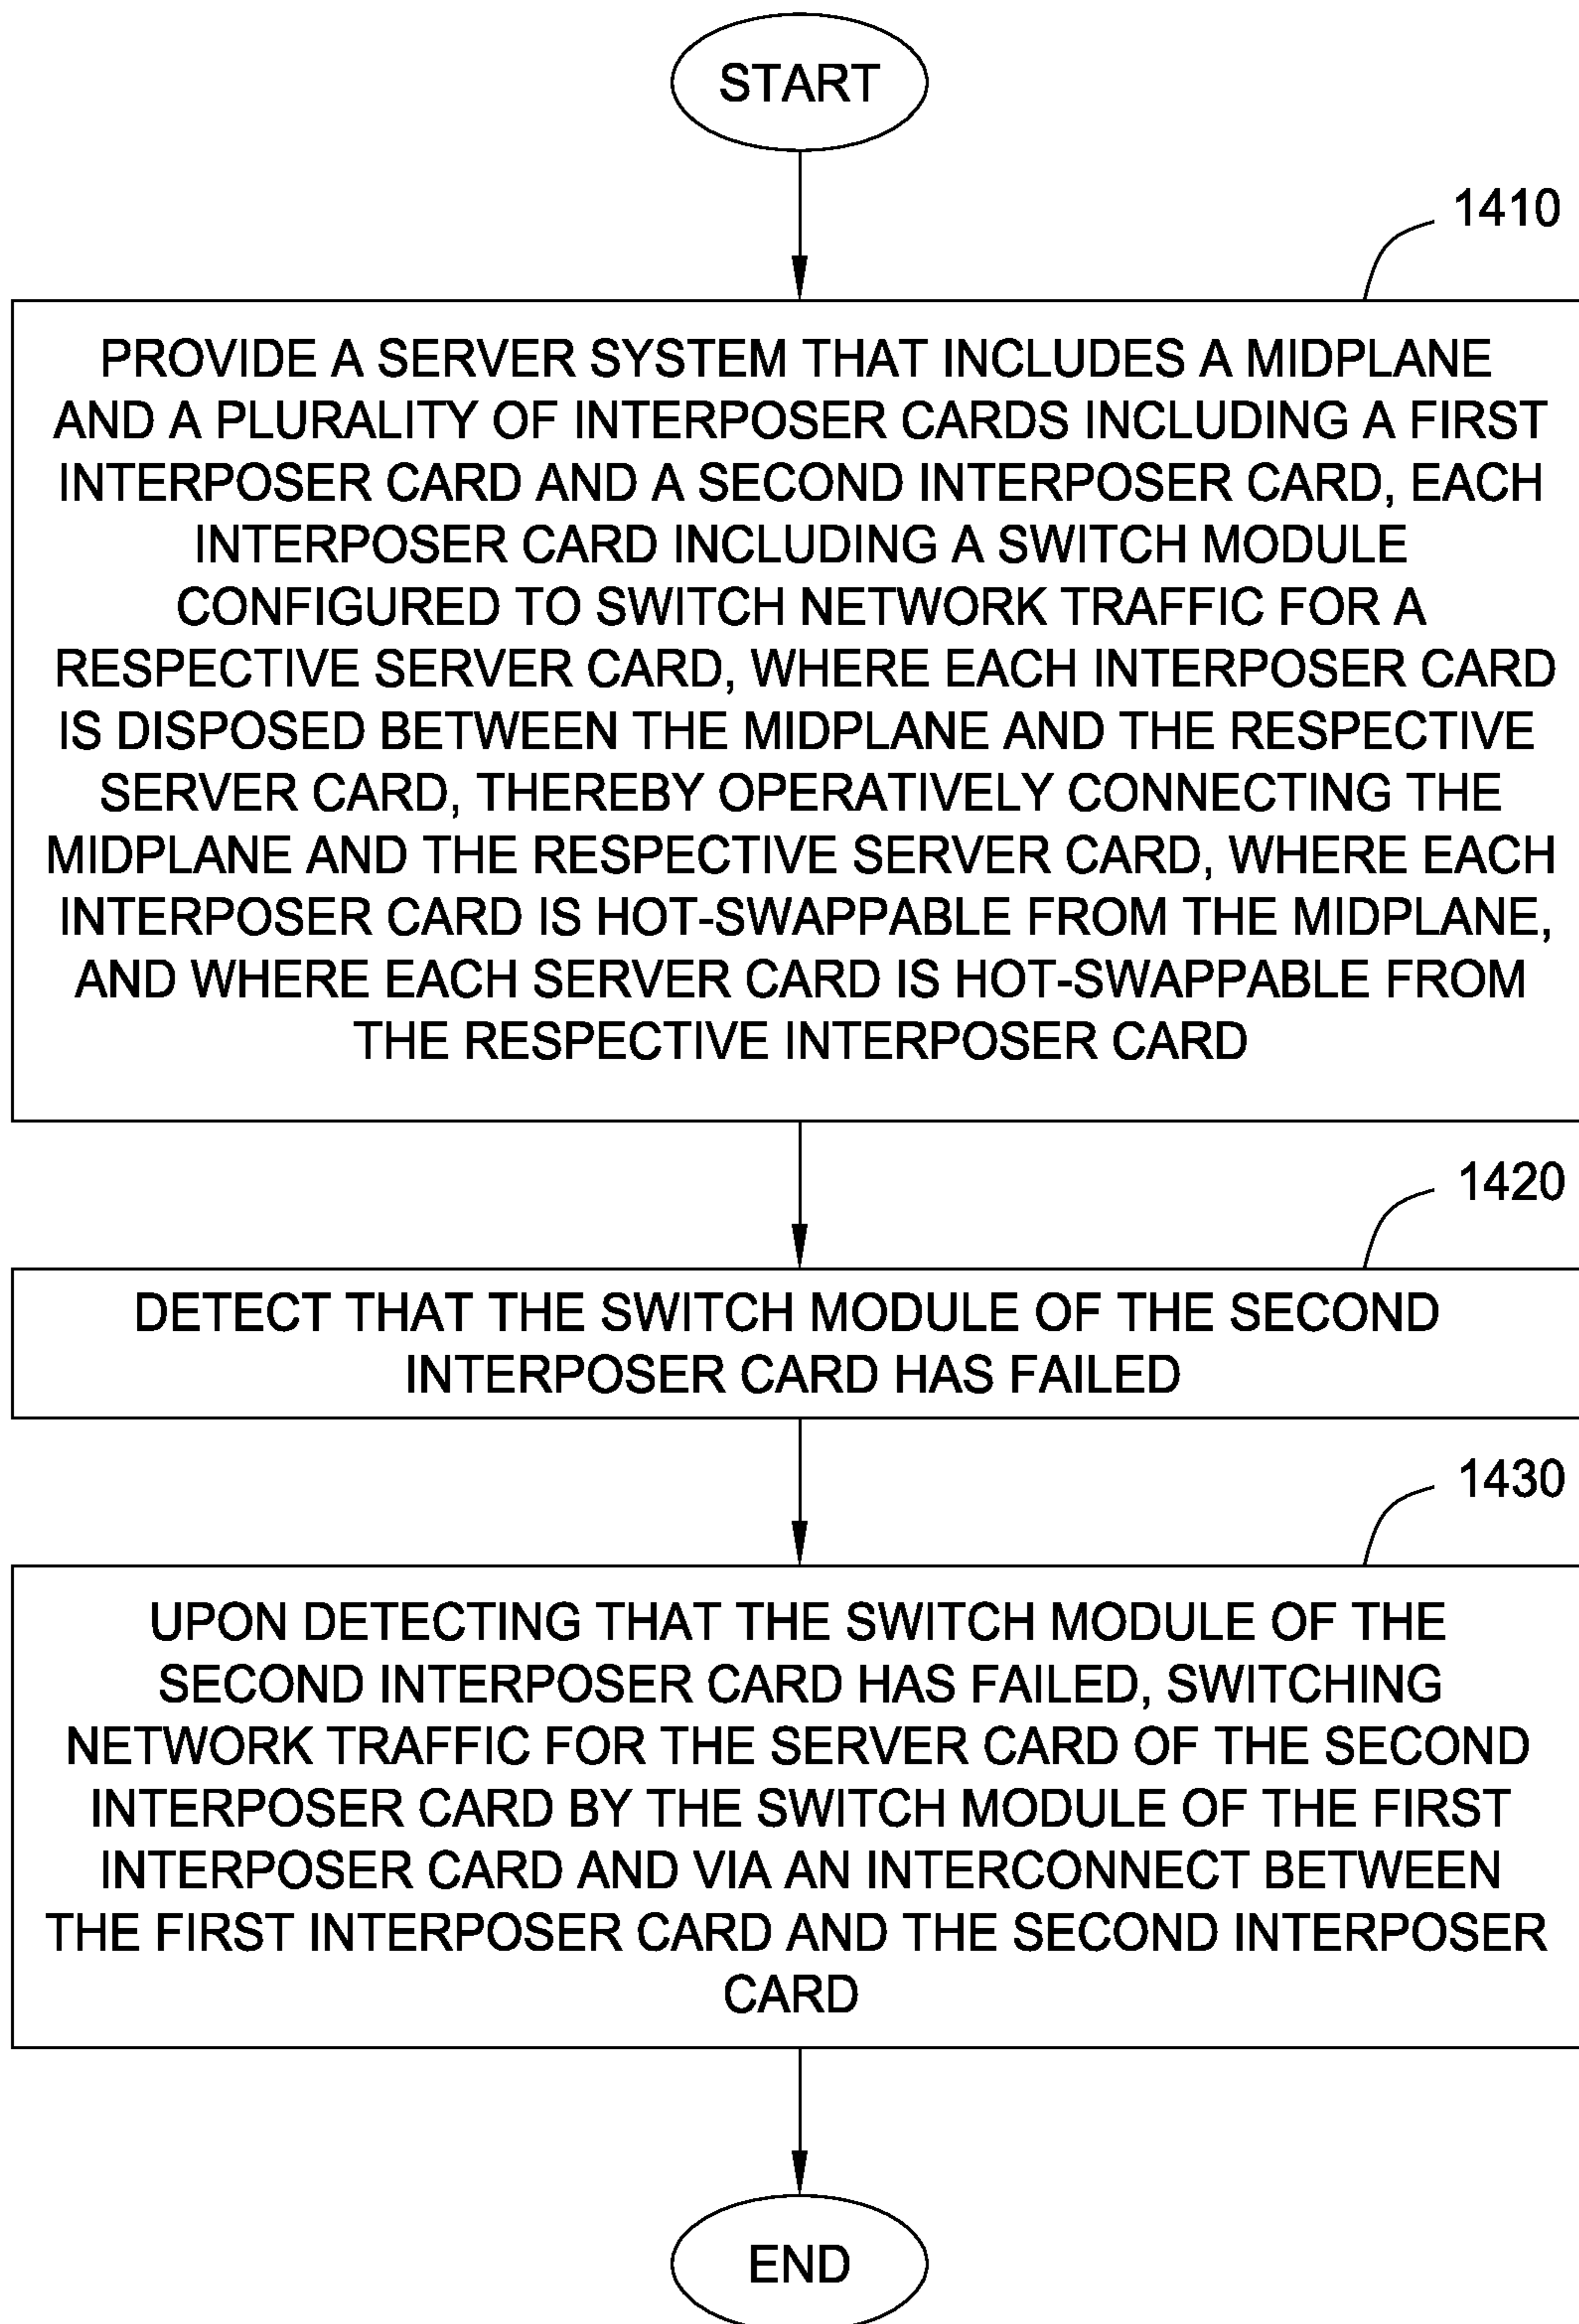 START
1410
PROVIDE A SERVER SYSTEM THAT INCLUDES A MIDPLANE
AND A PLURALITY OF INTERPOSER CARDS INCLUDING A FIRST
INTERPOSER CARD AND A SECOND INTERPOSER CARD, EACH
INTERPOSER CARD INCLUDING A SWITCH MODULE
CONFIGURED TO SWITCH NETWORK TRAFFIC FOR A
RESPECTIVE SERVER CARD, WHERE EACH INTERPOSER CARD
IS DISPOSED BETWEEN THE MIDPLANE AND THE RESPECTIVE
SERVER CARD, THEREBY OPERATIVELY CONNECTING THE
MIDPLANE AND THE RESPECTIVE SERVER CARD, WHERE EACH
INTERPOSER CARD IS HOT-SWAPPABLE FROM THE MIDPLANE,
AND WHERE EACH SERVER CARD IS HOT-SWAPPABLE FROM
THE RESPECTIVE INTERPOSER CARD
1420
DETECT THAT THE SWITCH MODULE OF THE SECOND
INTERPOSER CARD HAS FAILED
1430
UPON DETECTING THAT THE SWITCH MODULE OF THE
SECOND INTERPOSER CARD HAS FAILED, SWITCHING
NETWORK TRAFFIC FOR THE SERVER CARD OF THE SECOND
INTERPOSER CARD BY THE SWITCH MODULE OF THE FIRST
INTERPOSER CARD AND VIA AN INTERCONNECT BETWEEN
THE FIRST INTERPOSER CARD AND THE SECOND INTERPOSER
CARD
END